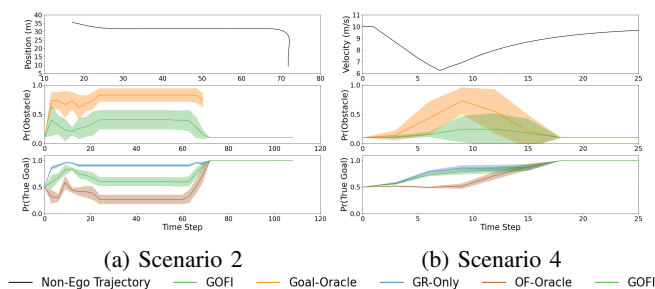 Position (m)
40
35
30
25
20
15
10
5
10 20 30 40 50 60 70 80
Pr(Obstacle)
1.0
0.5
0.0
0 20 40 60 80 100 120
Pr(True Goal)
1.0
0.5
0.0
0 20 40 60 80 100 120
Time Step
Velocity (m/s)
11
10
9
8
7
6
0 5 10 15 20 25
Pr(Obstacle)
1.0
0.5
0.0
0 5 10 15 20 25
Pr(True Goal)
1.0
0.5
0.0
0 5 10 15 20 25
Time Step
(a) Scenario 2
(b) Scenario 4
Non-Ego Trajectory GOFI Goal-Oracle GR-Only OF-Oracle GOFI